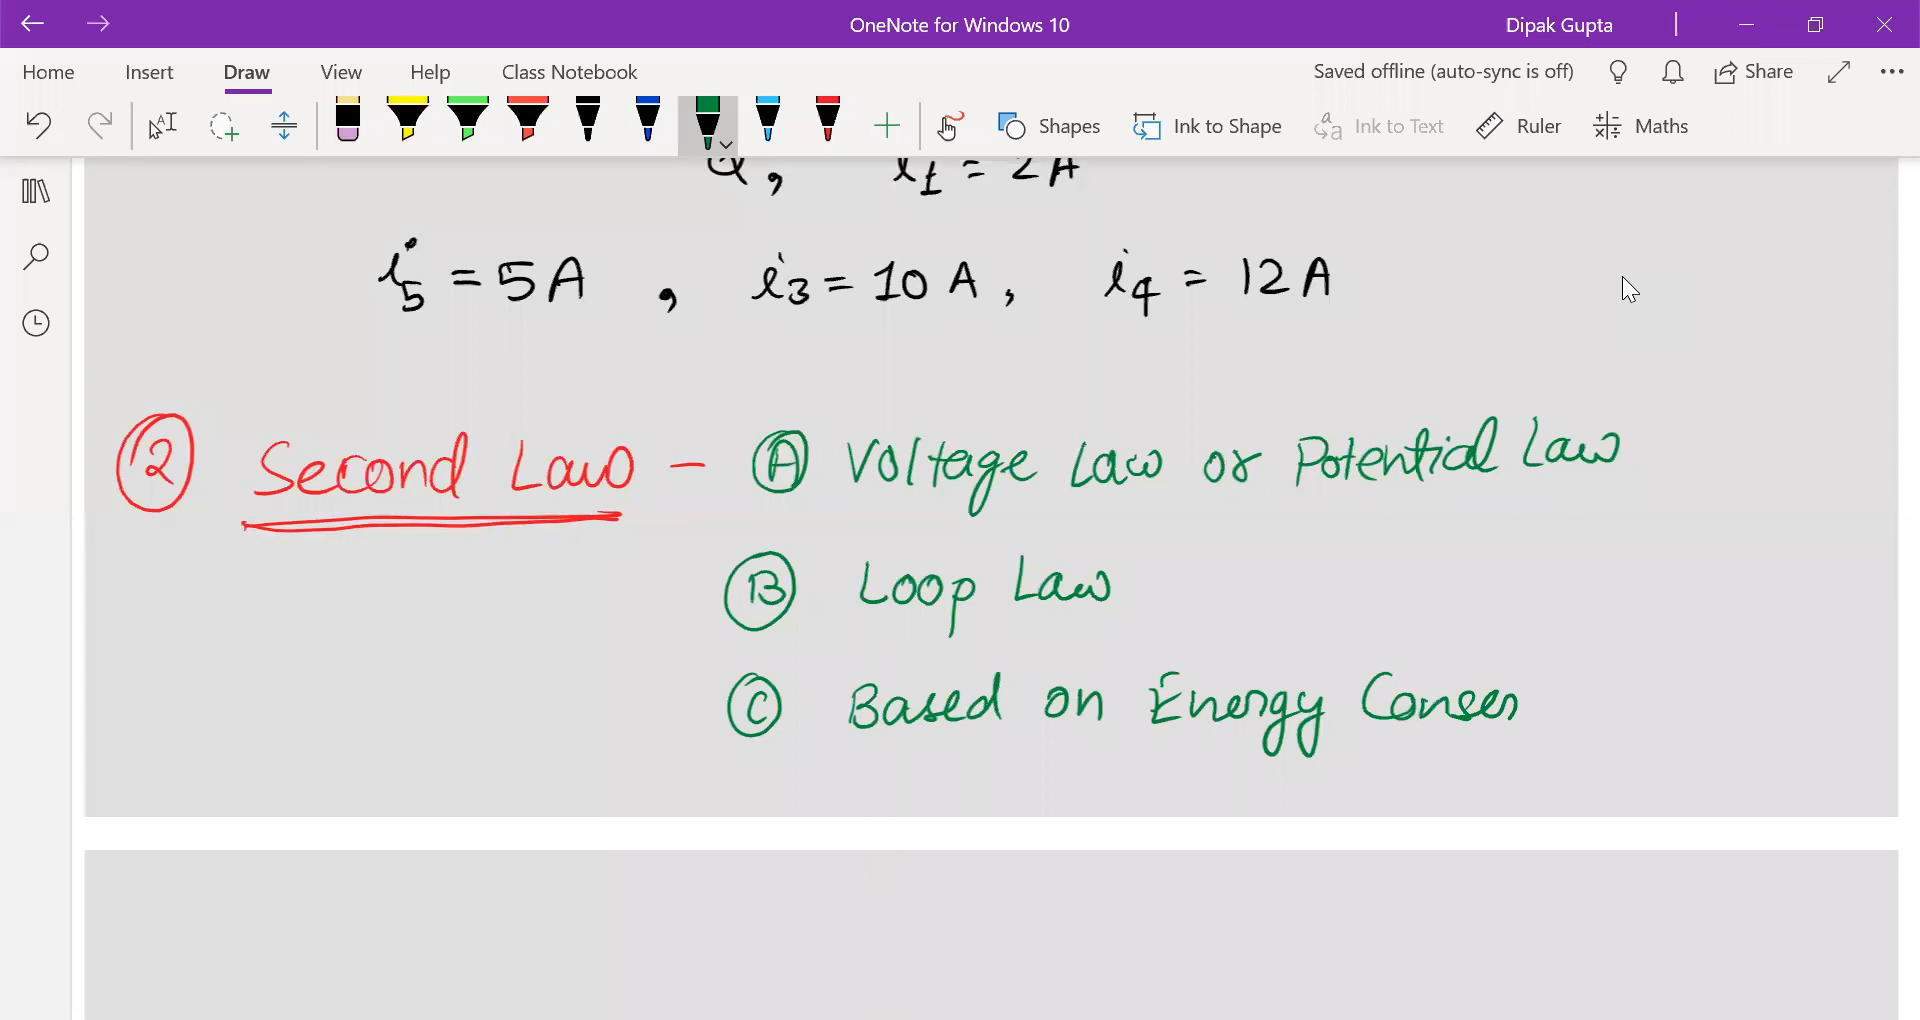 OneNote for Windows 10
Dipak Gupta
Home Insert Draw View Help Class Notebook
Saved offline (auto-sync is off) Share
Shapes Ink to Shape Ink to Text Ruler Maths
i₁ = 2A
i₅ = 5A , i₃ = 10 A , i₄ = 12 A
② Second Law - Ⓐ Voltage Law or Potential Law
Ⓑ Loop Law
Ⓒ Based on Energy Conser